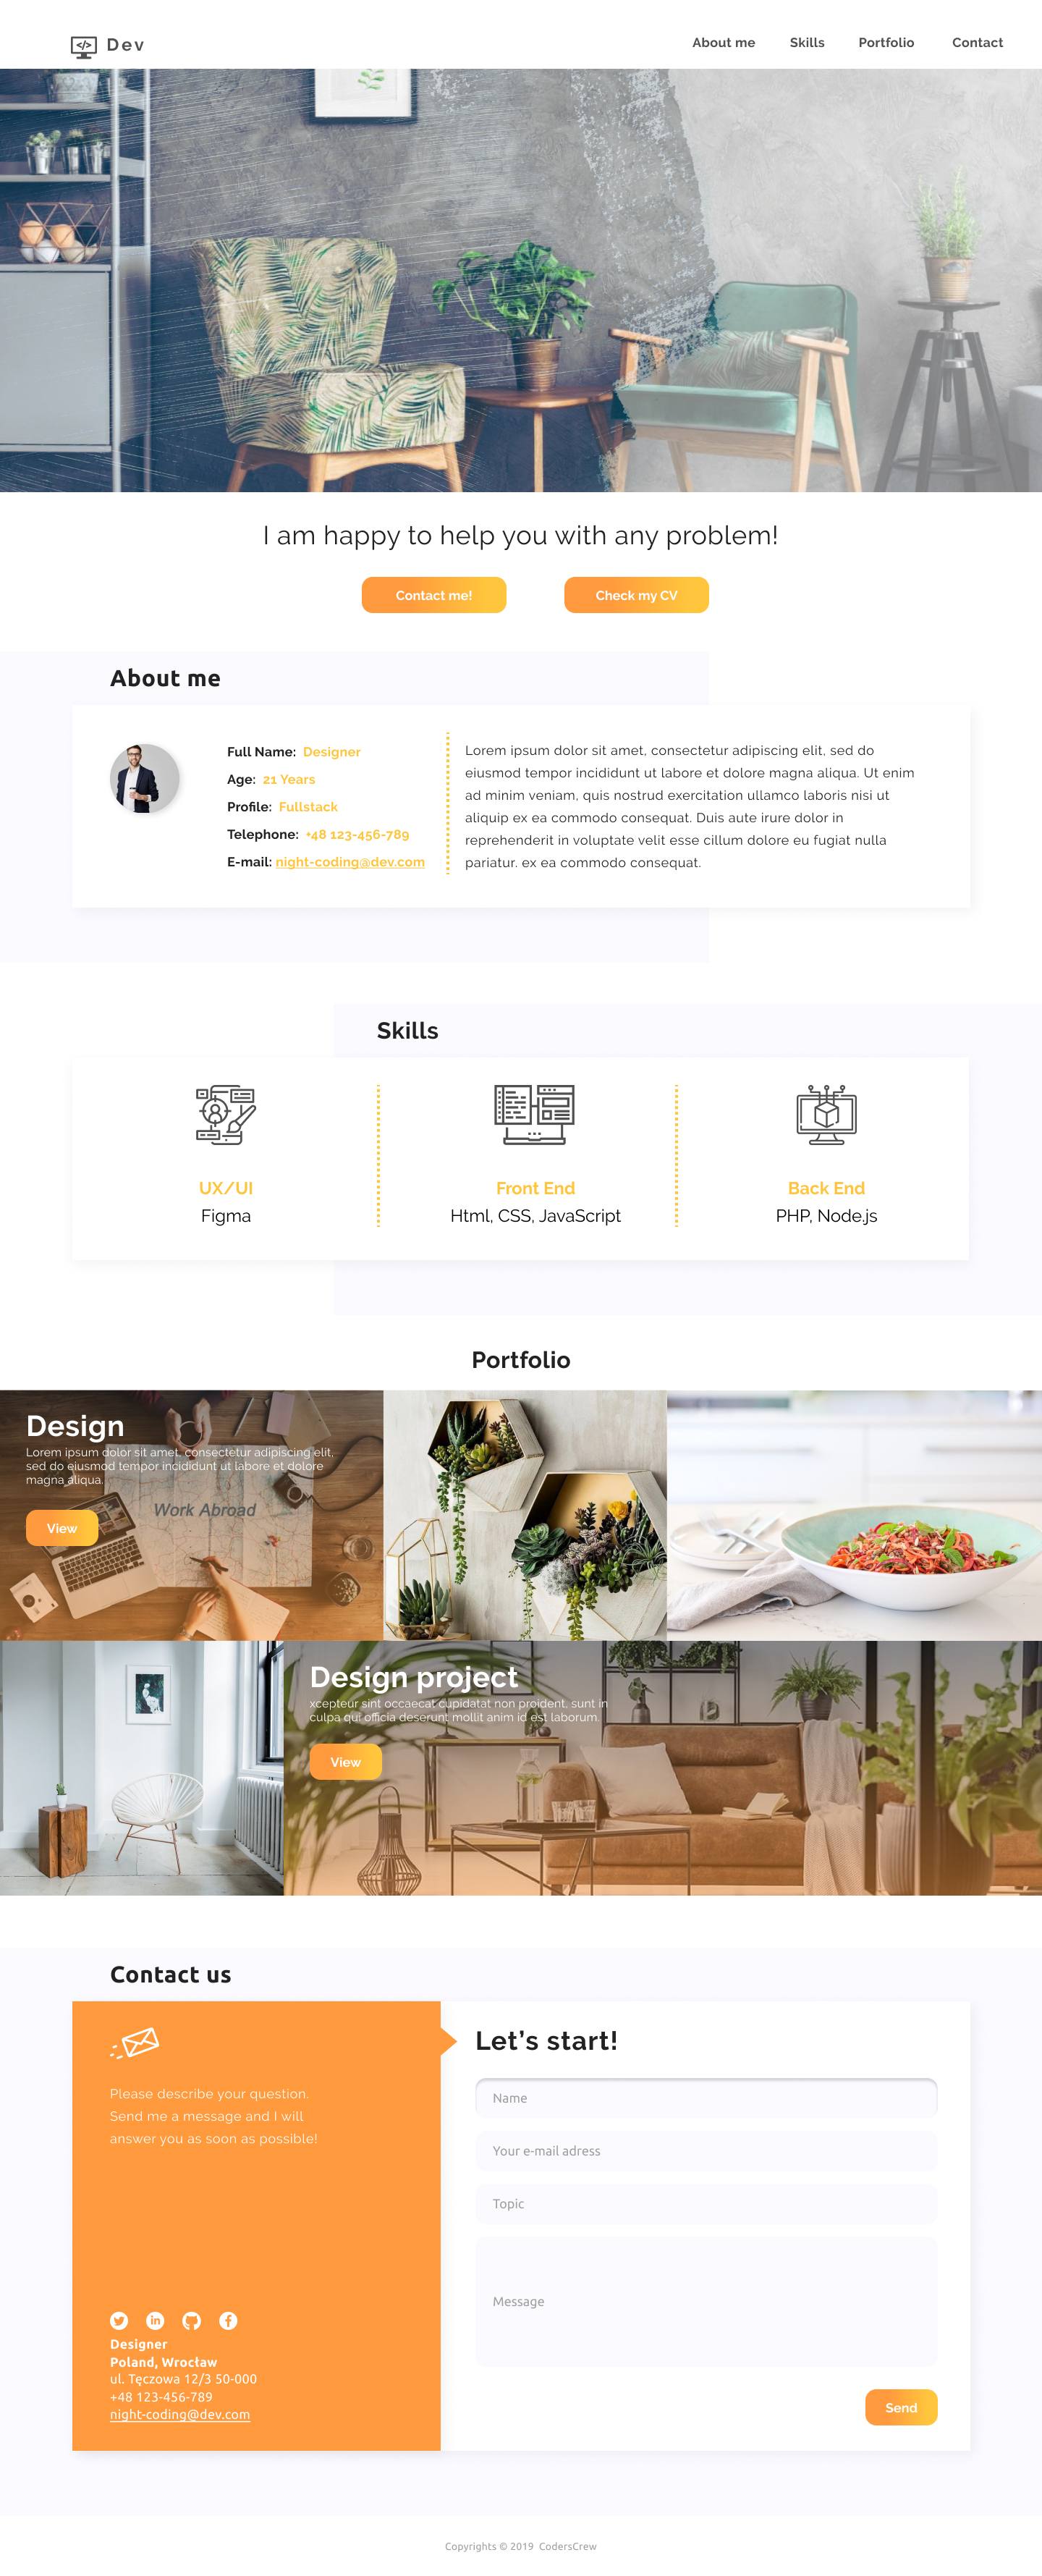 Dev
About me
Skills
Portfolio
Contact
I am happy to help you with any problem!
Contact me!
Check my CV
About me
Full Name: Designer
Age: 21 Years
Profile: Fullstack
Telephone: +48 123-456-789
E-mail: night-coding@dev.com
Lorem ipsum dolor sit amet, consectetur adipiscing elit, sed do
eiusmod tempor incididunt ut labore et dolore magna aliqua. Ut enim
ad minim veniam, quis nostrud exercitation ullamco laboris nisi ut
aliquip ex ea commodo consequat. Duis aute irure dolor in
reprehenderit in voluptate velit esse cillum dolore eu fugiat nulla
pariatur. ex ea commodo consequat.
Skills
UX/UI
Figma
Front End
Html, CSS, JavaScript
Back End
PHP, Node.js
Portfolio
Design
Lorem ipsum dolor sit amet, consectetur adipiscing elit,
sed do eiusmod tempor incididunt ut labore et dolore
magna aliqua.
Work Abroad
View
Design project
xcepteur sint occaecat cupidatat non proident, sunt in
culpa qui officia deserunt mollit anim id est laborum.
View
Contact us
Please describe your question.
Send me a message and I will
answer you as soon as possible!
Designer
Poland, Wrocław
ul. Tęczowa 12/3 50-000
+48 123-456-789
night-coding@dev.com
Let's start!
Name
Your e-mail adress
Topic
Message
Send
Copyrights © 2019 CodersCrew